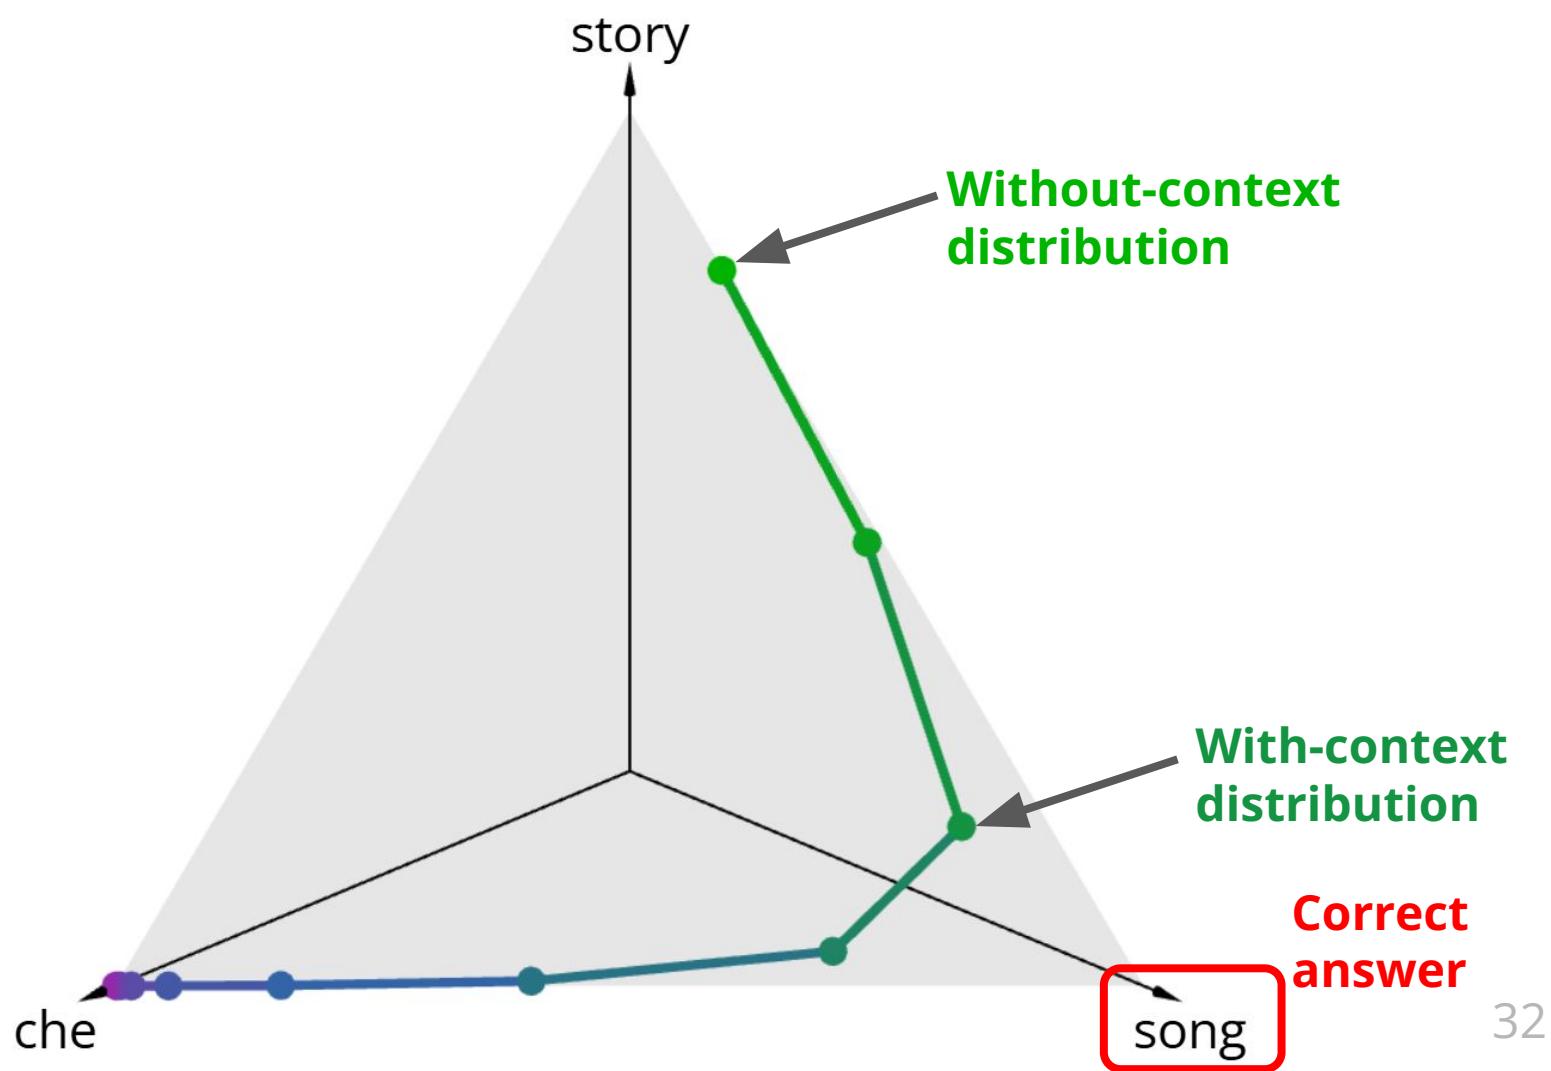 story
Without-context
distribution
With-context
distribution
Correct
answer
che
song
32